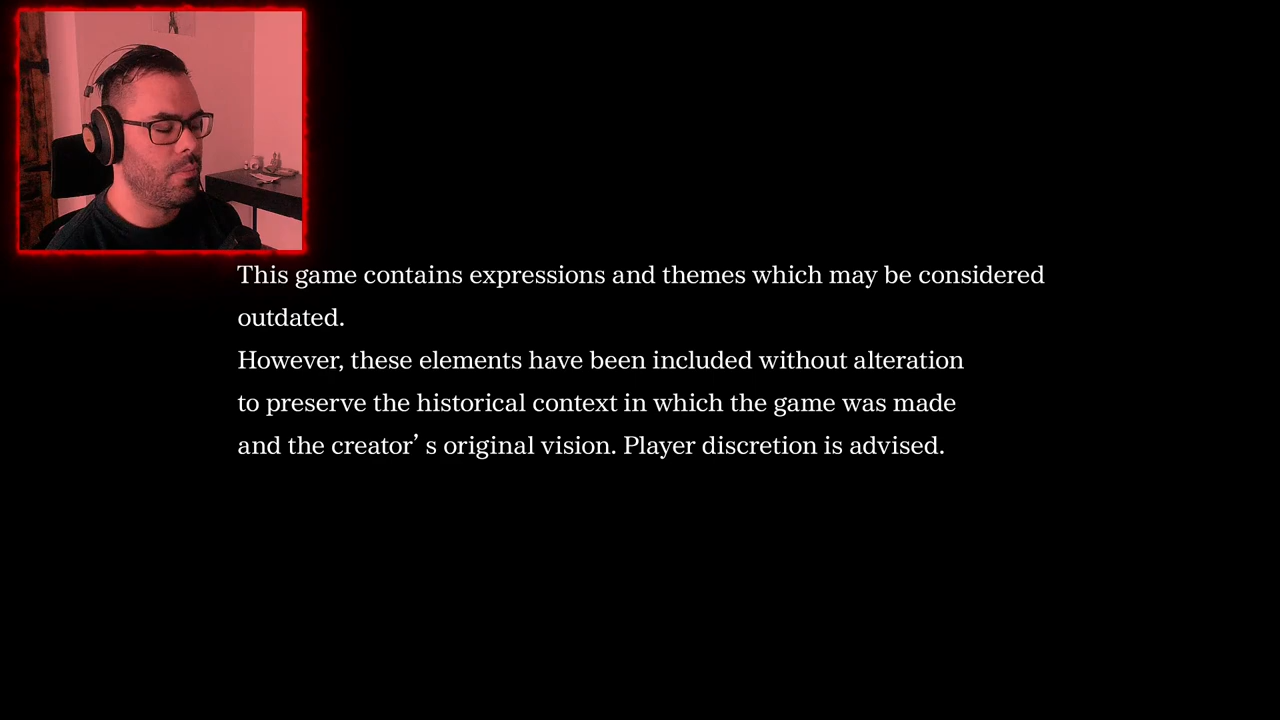 This game contains expressions and themes which may be considered
outdated.
However, these elements have been included without alteration
to preserve the historical context in which the game was made
and the creator’ s original vision. Player discretion is advised.